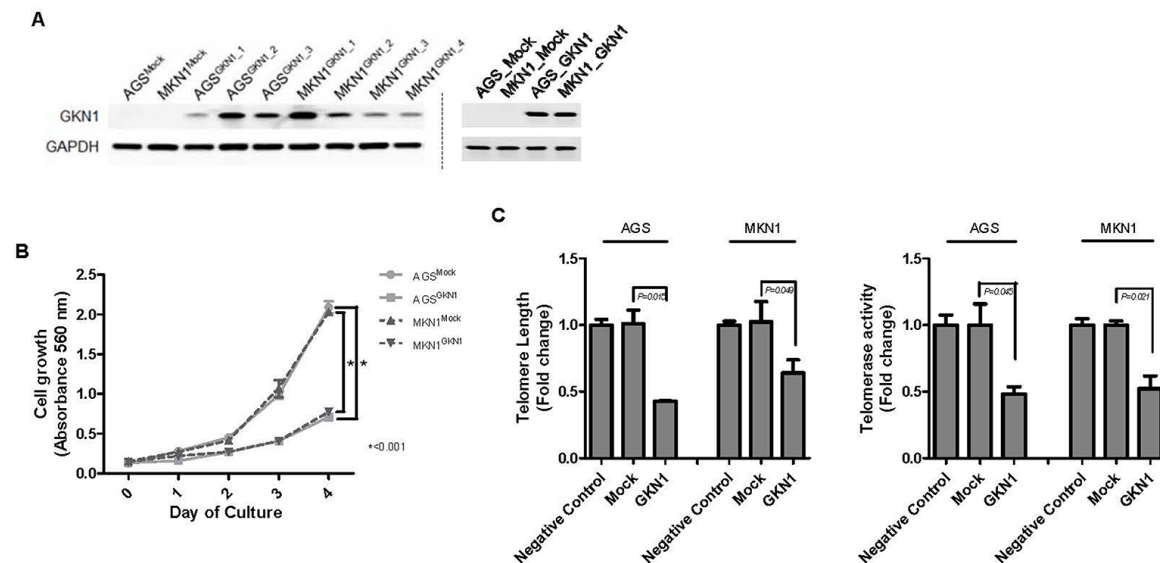 A
AGS^Mock MKN1^Mock AGS^GKN1_1 AGS^GKN1_2 AGS^GKN1_3 MKN1^GKN1_1 MKN1^GKN1_2 MKN1^GKN1_3 MKN1^GKN1_4
AGS_Mock MKN1_Mock AGS_GKN1 MKN1_GKN1
GKN1
GAPDH
B
Cell growth
(Absorbance 560 nm)
2.5
2.0
1.5
1.0
0.5
0.0
0 1 2 3 4
Day of Culture
AGS^Mock
AGS^GKN1
MKN1^Mock
MKN1^GKN1
* *
*<0.001
C
AGS MKN1
Telomere Length
(Fold change)
1.5
1.0
0.5
0.0
P=0.015 P=0.049
Negative Control Mock GKN1 Negative Control Mock GKN1
AGS MKN1
Telomerase activity
(Fold change)
1.5
1.0
0.5
0.0
P=0.045 P=0.021
Negative Control Mock GKN1 Negative Control Mock GKN1